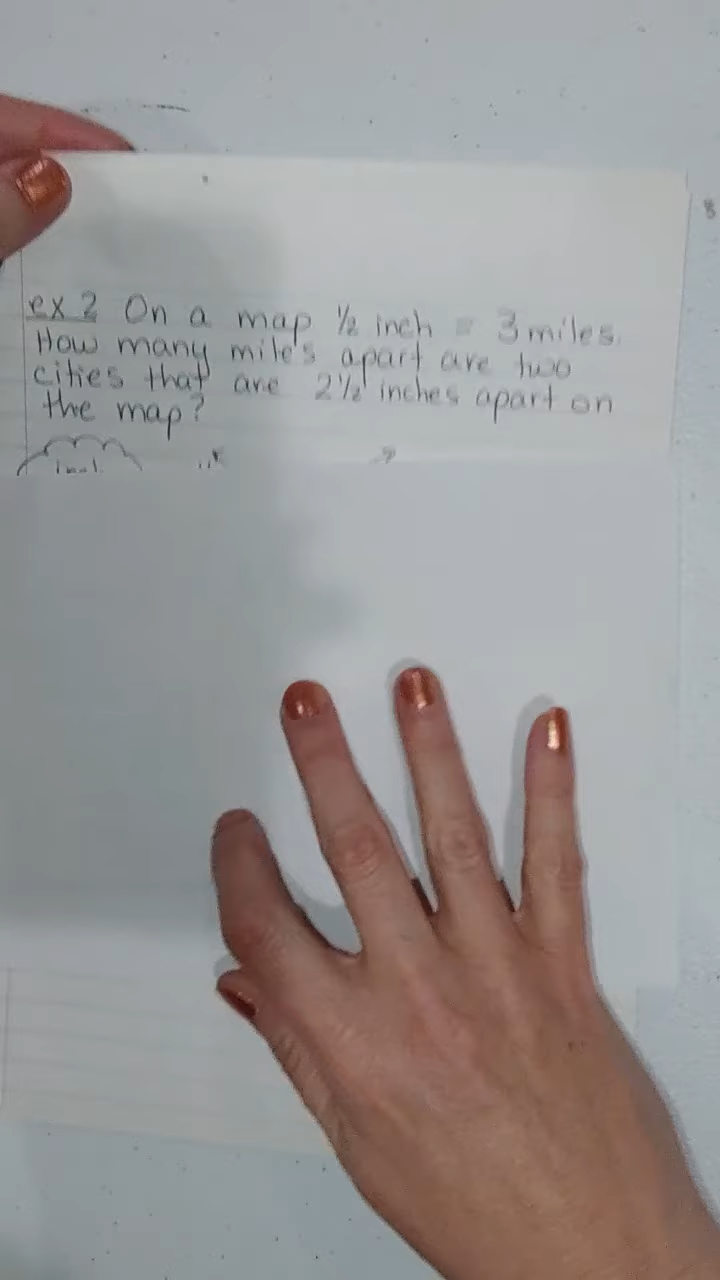 ex 2 On a map ½ inch = 3 miles.
How many mile's apart are two
cities that are 2½ inches apart on
the map?